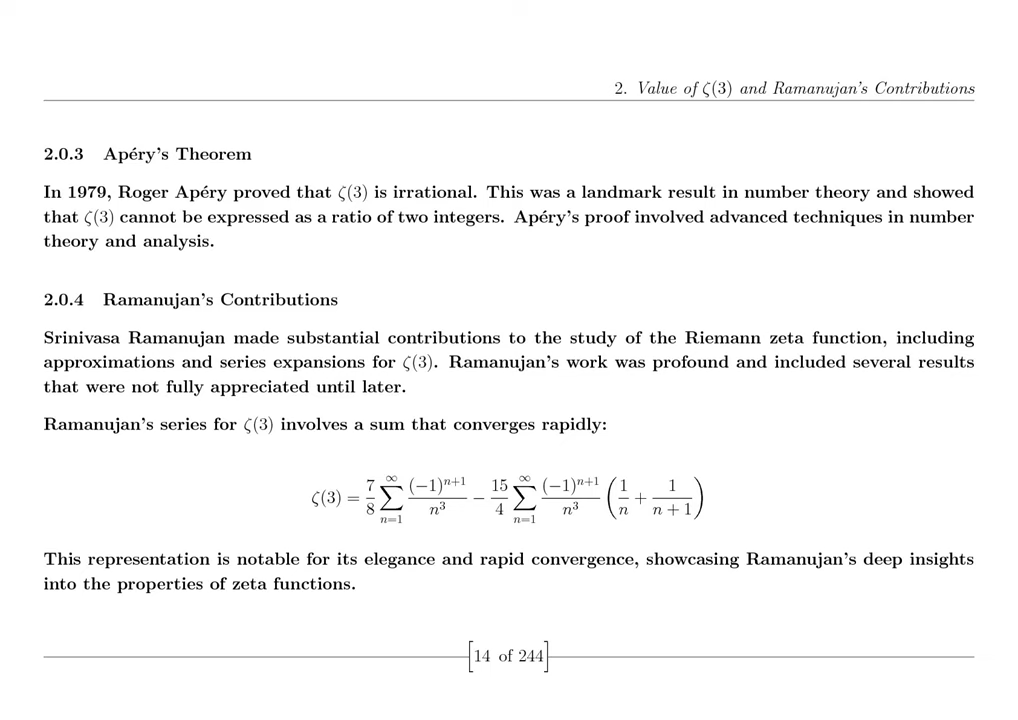 2. Value of ζ(3) and Ramanujan's Contributions
2.0.3 Apéry's Theorem
In 1979, Roger Apéry proved that ζ(3) is irrational. This was a landmark result in number theory and showed
that ζ(3) cannot be expressed as a ratio of two integers. Apéry's proof involved advanced techniques in number
theory and analysis.
2.0.4 Ramanujan's Contributions
Srinivasa Ramanujan made substantial contributions to the study of the Riemann zeta function, including
approximations and series expansions for ζ(3). Ramanujan's work was profound and included several results
that were not fully appreciated until later.
Ramanujan's series for ζ(3) involves a sum that converges rapidly:
ζ(3) = 7/8 ∑_{n=1}^{∞} (−1)^{n+1}/n^3 − 15/4 ∑_{n=1}^{∞} (−1)^{n+1}/n^3 (1/n + 1/(n+1))
This representation is notable for its elegance and rapid convergence, showcasing Ramanujan's deep insights
into the properties of zeta functions.
[14 of 244]